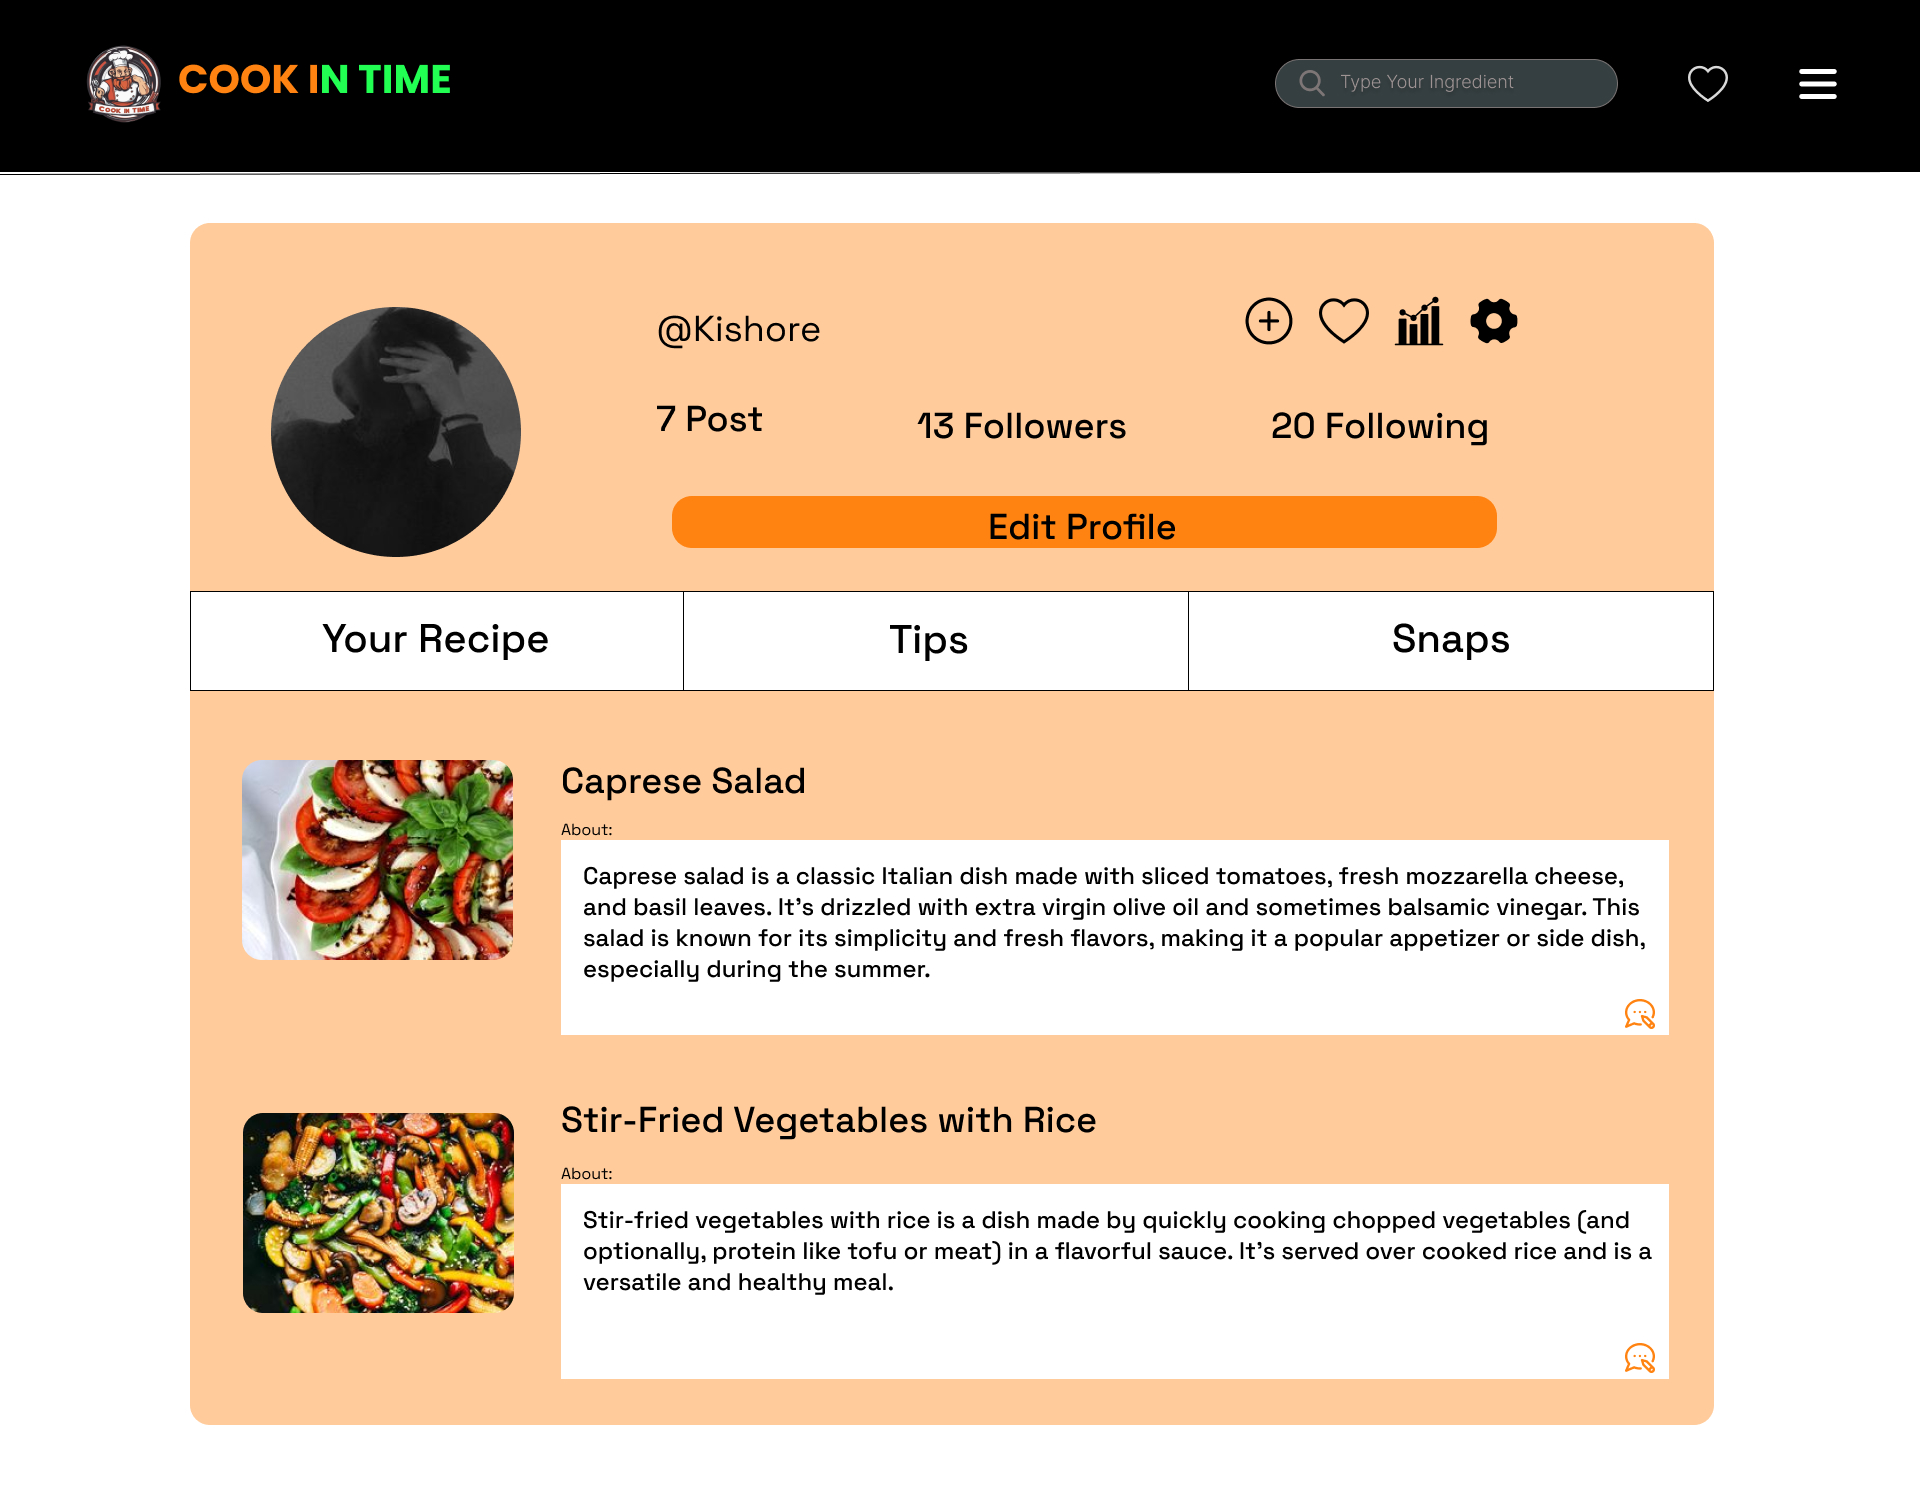 COOK IN TIME
COOK IN TIME
Type Your Ingredient
@Kishore
7 Post
13 Followers
20 Following
Edit Profile
Your Recipe
Tips
Snaps
Caprese Salad
About:
Caprese salad is a classic Italian dish made with sliced tomatoes, fresh mozzarella cheese,
and basil leaves. It's drizzled with extra virgin olive oil and sometimes balsamic vinegar. This
salad is known for its simplicity and fresh flavors, making it a popular appetizer or side dish,
especially during the summer.
Stir-Fried Vegetables with Rice
About:
Stir-fried vegetables with rice is a dish made by quickly cooking chopped vegetables (and
optionally, protein like tofu or meat) in a flavorful sauce. It's served over cooked rice and is a
versatile and healthy meal.